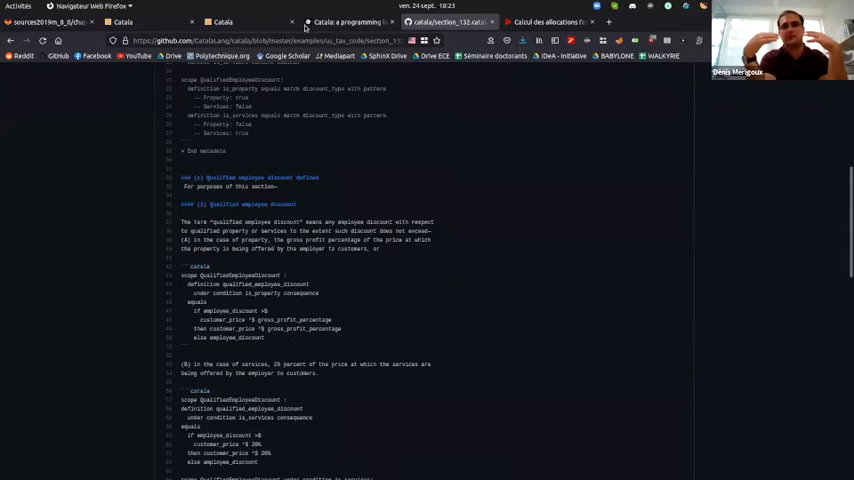 Activités
Navigateur Web Firefox
ven. 24 sept. 18:23
sources2019m_8_0/chap
Catala
Catala
Catala: a programming la
catala/section_132.catal
Calcul des allocations fa
https://github.com/CatalaLang/catala/blob/master/examples/us_tax_code/section_13
Reddit
GitHub
Facebook
YouTube
Drive
Polytechnique.org
Google Scholar
Mediapart
SphinX Drive
Drive ECE
Séminaire doctorants
IDeA - Initiative
BABYLONE
WALKYRIE
Denis Merigoux
scope QualifiedEmployeeDiscount:
definition is_property equals match discount_type with pattern
-- Property: true
-- Services: false
definition is_services equals match discount_type with pattern
-- Property: false
-- Services: true
```
> End metadata
### (c) Qualified employee discount defined
For purposes of this section—
#### (1) Qualified employee discount
The term "qualified employee discount" means any employee discount with respect
to qualified property or services to the extent such discount does not exceed—
(A) in the case of property, the gross profit percentage of the price at which
the property is being offered by the employer to customers, or
```catala
scope QualifiedEmployeeDiscount :
definition qualified_employee_discount
under condition is_property consequence
equals
if employee_discount >$
customer_price *$ gross_profit_percentage
then customer_price *$ gross_profit_percentage
else employee_discount
```
(B) in the case of services, 20 percent of the price at which the services are
being offered by the employer to customers.
```catala
scope QualifiedEmployeeDiscount :
definition qualified_employee_discount
under condition is_services consequence
equals
if employee_discount >$
customer_price *$ 20%
then customer_price *$ 20%
else employee_discount
scope QualifiedEmployeeDiscount under condition is_services: